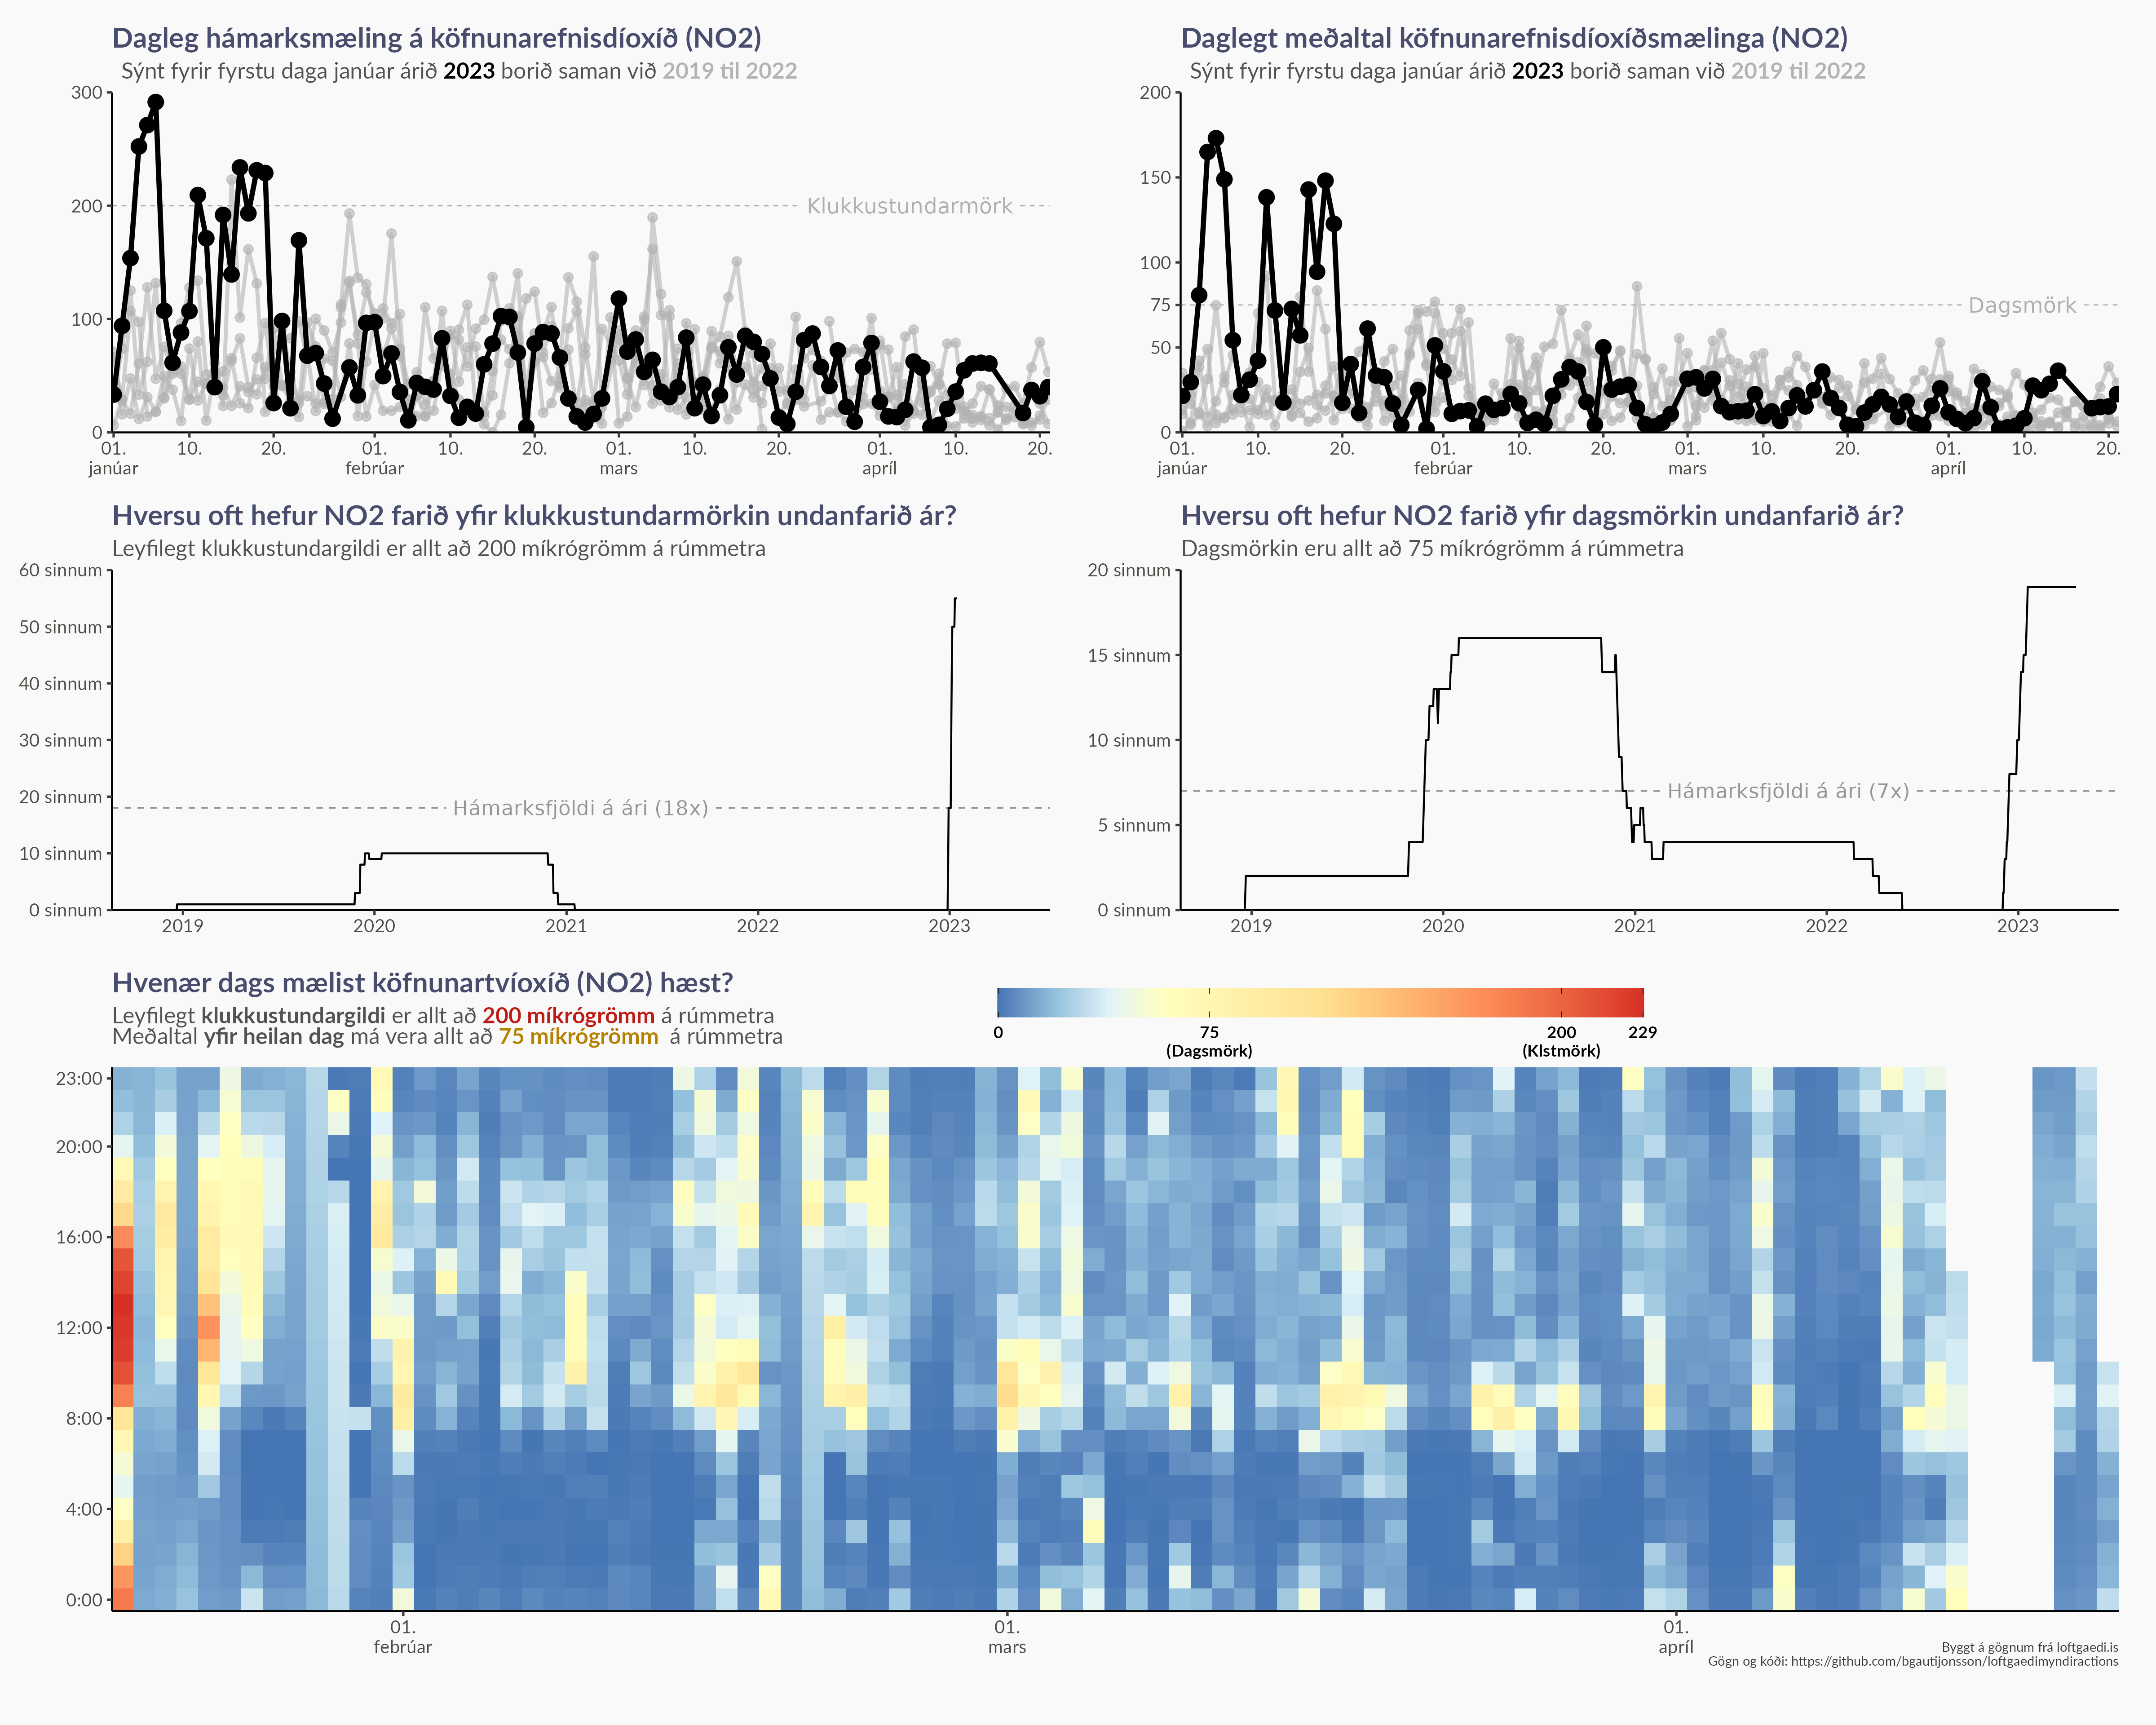 Dagleg hámarksmæling á köfnunarefnisdíoxíð (NO2)
Sýnt fyrir fyrstu daga janúar árið 2023 borið saman við 2019 til 2022
300
200
100
0
Klukkustundarmörk
01. 10. 20. 01. 10. 20. 01. 10. 20. 01. 10. 20.
janúar febrúar mars apríl
Daglegt meðaltal köfnunarefnisdíoxíðsmælinga (NO2)
Sýnt fyrir fyrstu daga janúar árið 2023 borið saman við 2019 til 2022
200
150
100
75
50
0
Dagsmörk
01. 10. 20. 01. 10. 20. 01. 10. 20. 01. 10. 20.
janúar febrúar mars apríl
Hversu oft hefur NO2 farið yfir klukkustundarmörkin undanfarið ár?
Leyfilegt klukkustundargildi er allt að 200 míkrógrömm á rúmmetra
60 sinnum
50 sinnum
40 sinnum
30 sinnum
20 sinnum
10 sinnum
0 sinnum
Hámarksfjöldi á ári (18x)
2019 2020 2021 2022 2023
Hversu oft hefur NO2 farið yfir dagsmörkin undanfarið ár?
Dagsmörkin eru allt að 75 míkrógrömm á rúmmetra
20 sinnum
15 sinnum
10 sinnum
5 sinnum
0 sinnum
Hámarksfjöldi á ári (7x)
2019 2020 2021 2022 2023
Hvenær dags mælist köfnunartvíoxíð (NO2) hæst?
Leyfilegt klukkustundargildi er allt að 200 míkrógrömm á rúmmetra
Meðaltal yfir heilan dag má vera allt að 75 míkrógrömm á rúmmetra
0 75 200 229
(Dagsmörk) (Klstmörk)
23:00
20:00
16:00
12:00
8:00
4:00
0:00
01. 01. 01.
febrúar mars apríl
Byggt á gögnum frá loftgaedi.is
Gögn og kóði: https://github.com/bgautijonsson/loftgaedimyndiractions